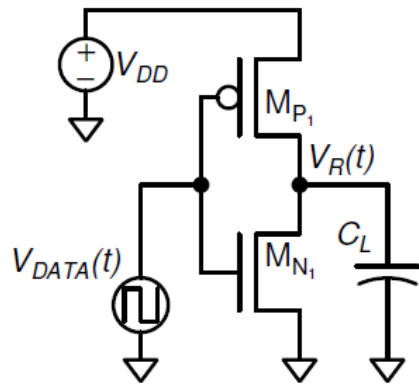 V_DD
M_P1
V_R(t)
V_DATA(t)
M_N1
C_L